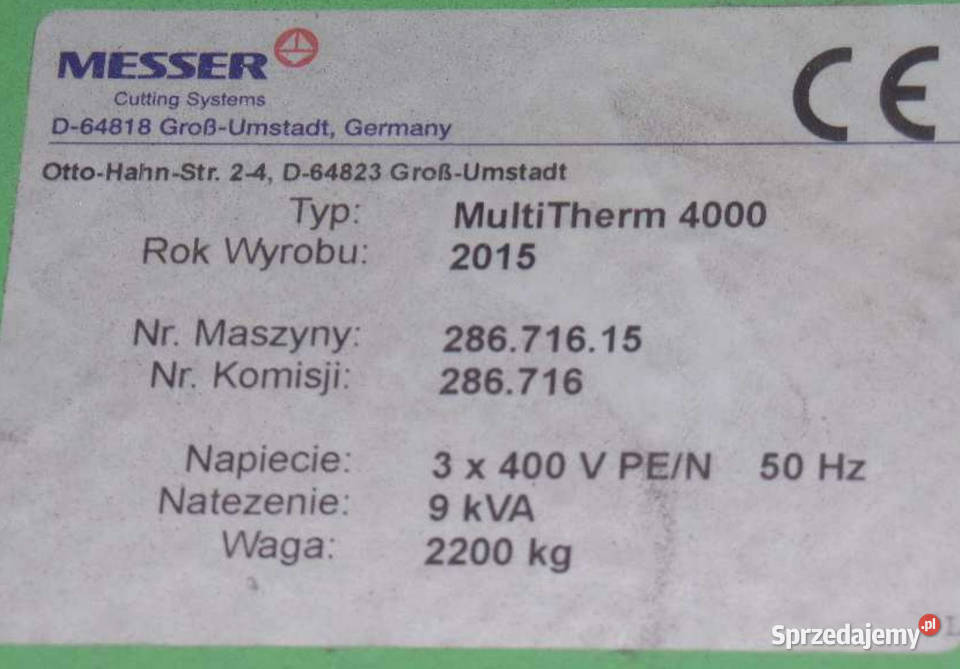 MESSER
Cutting Systems
D-64818 Groß-Umstadt, Germany
CE
Otto-Hahn-Str. 2-4, D-64823 Groß-Umstadt
Typ: MultiTherm 4000
Rok Wyrobu: 2015
Nr. Maszyny: 286.716.15
Nr. Komisji: 286.716
Napiecie: 3 x 400 V PE/N 50 Hz
Natezenie: 9 kVA
Waga: 2200 kg
Sprzedajemy.pl